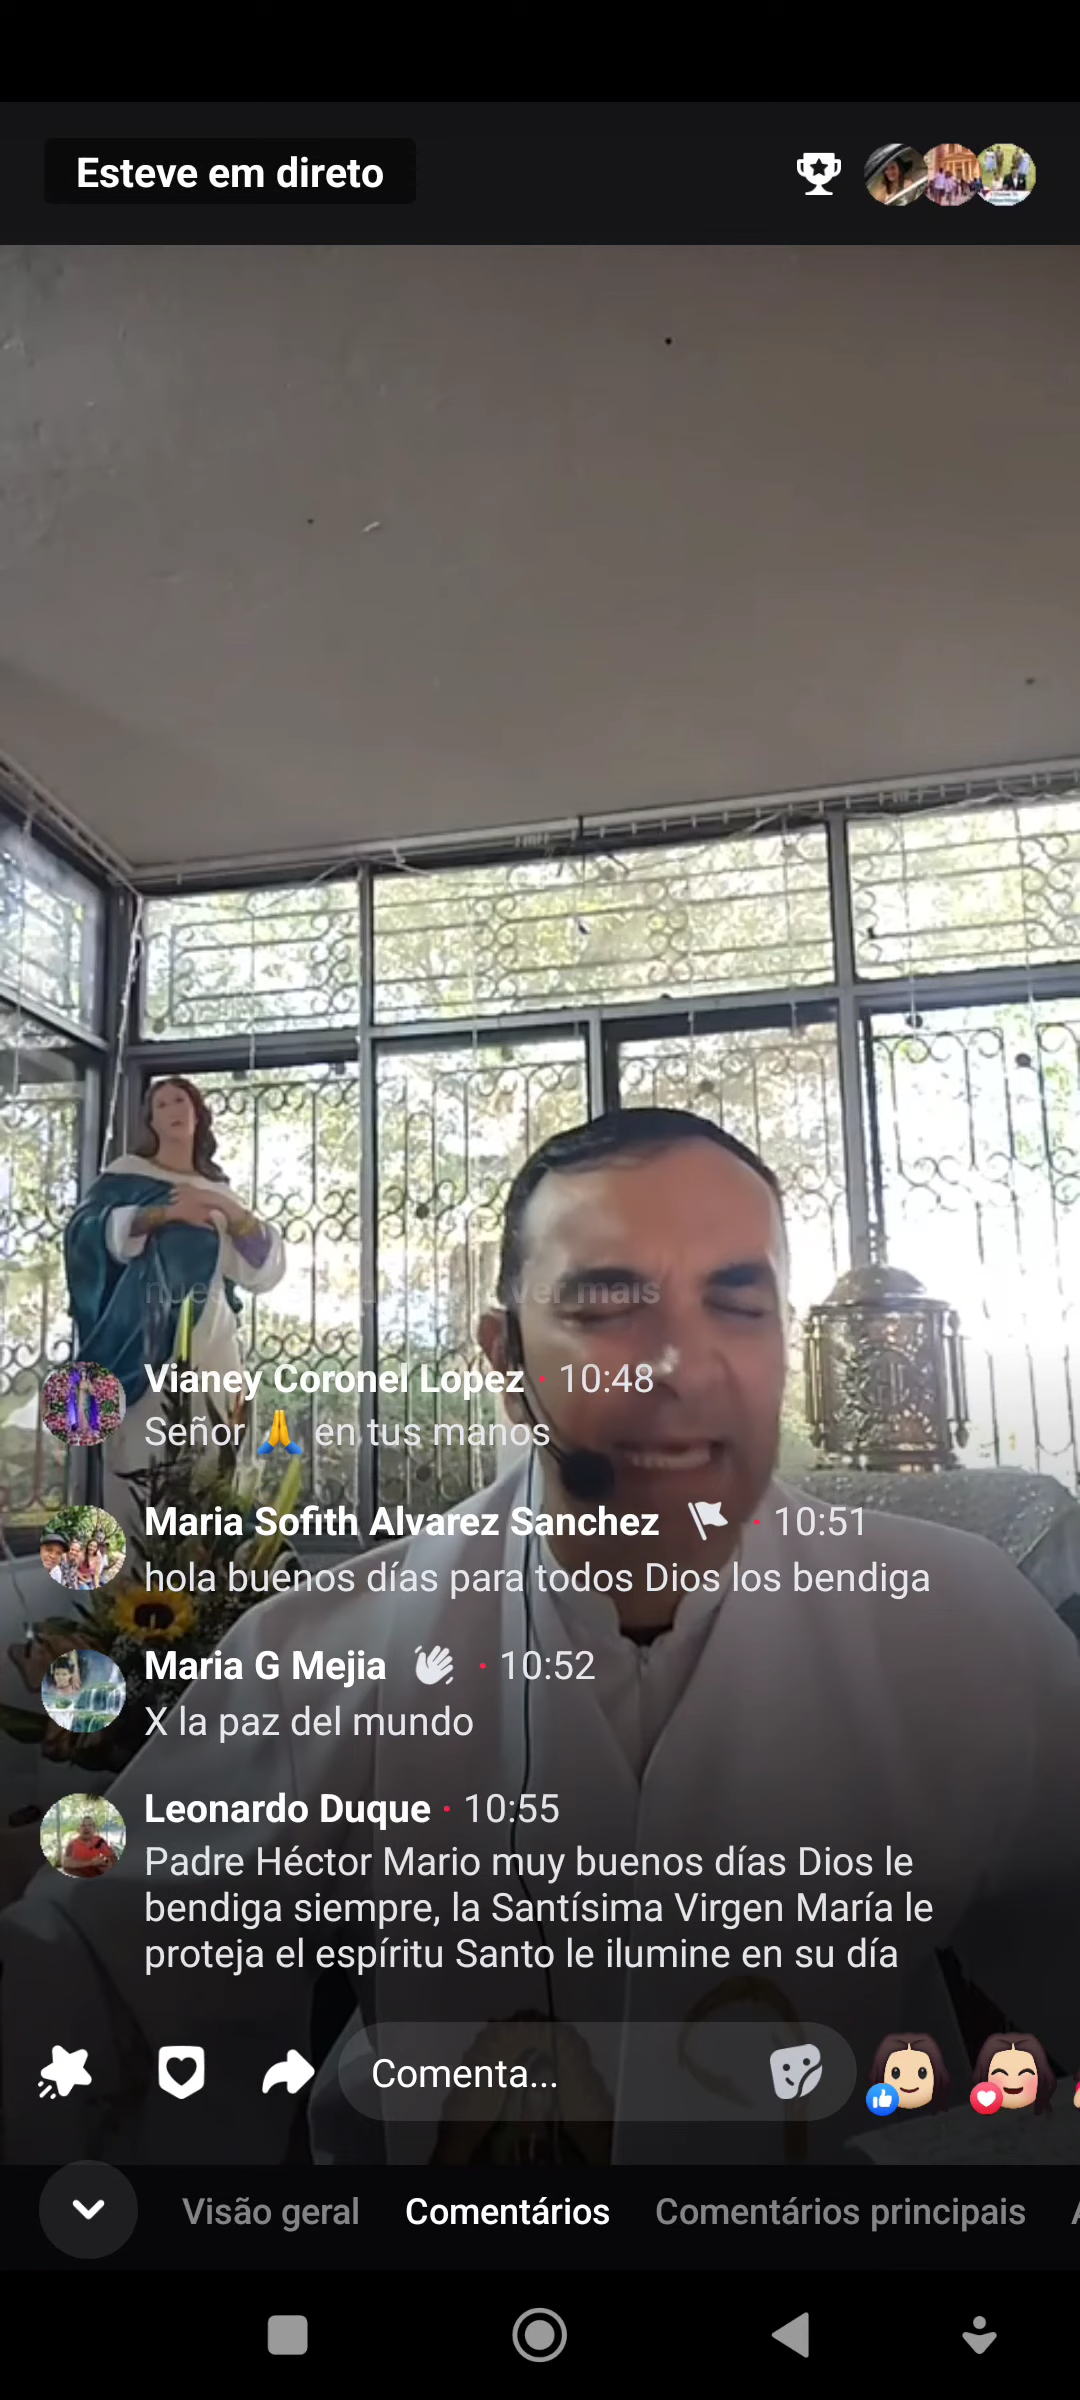 Esteve em direto
ver mais
Vianey Coronel Lopez · 10:48
Señor 🙏 en tus manos
Maria Sofith Alvarez Sanchez · 10:51
hola buenos días para todos Dios los bendiga
Maria G Mejia 👋 · 10:52
X la paz del mundo
Leonardo Duque · 10:55
Padre Héctor Mario muy buenos días Dios le
bendiga siempre, la Santísima Virgen María le
proteja el espíritu Santo le ilumine en su día
Comenta...
Visão geral Comentários Comentários principais